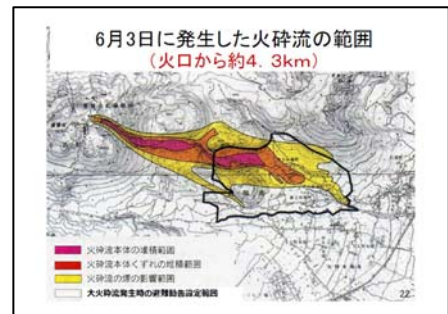 6月3日に発生した火砕流の範囲
(火口から約4.3km)
火砕流本体の堆積範囲
火砕流本体くずれの堆積範囲
火砕流の煙の影響範囲
大火砕流発生時の避難勧告設定範囲
22